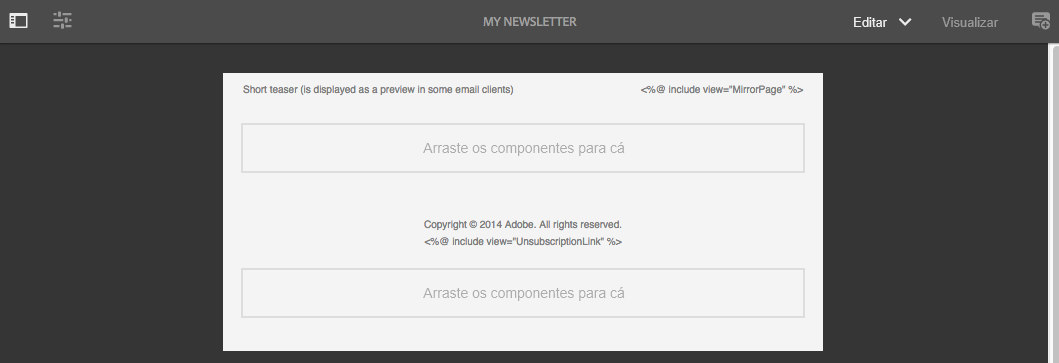 MY NEWSLETTER
Editar
Visualizar
Short teaser (is displayed as a preview in some email clients)
<%@ include view="MirrorPage" %>
Arraste os componentes para cá
Copyright © 2014 Adobe. All rights reserved.
<%@ include view="UnsubscriptionLink" %>
Arraste os componentes para cá